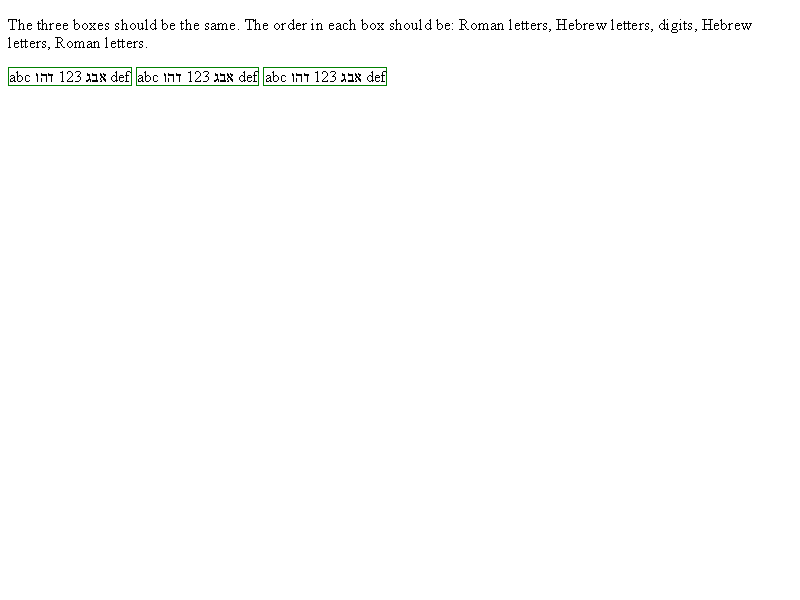 The three boxes should be the same. The order in each box should be: Roman letters, Hebrew letters, digits, Hebrew
letters, Roman letters.
abc אבג 123 דהו def abc אבג 123 דהו def abc אבג 123 דהו def